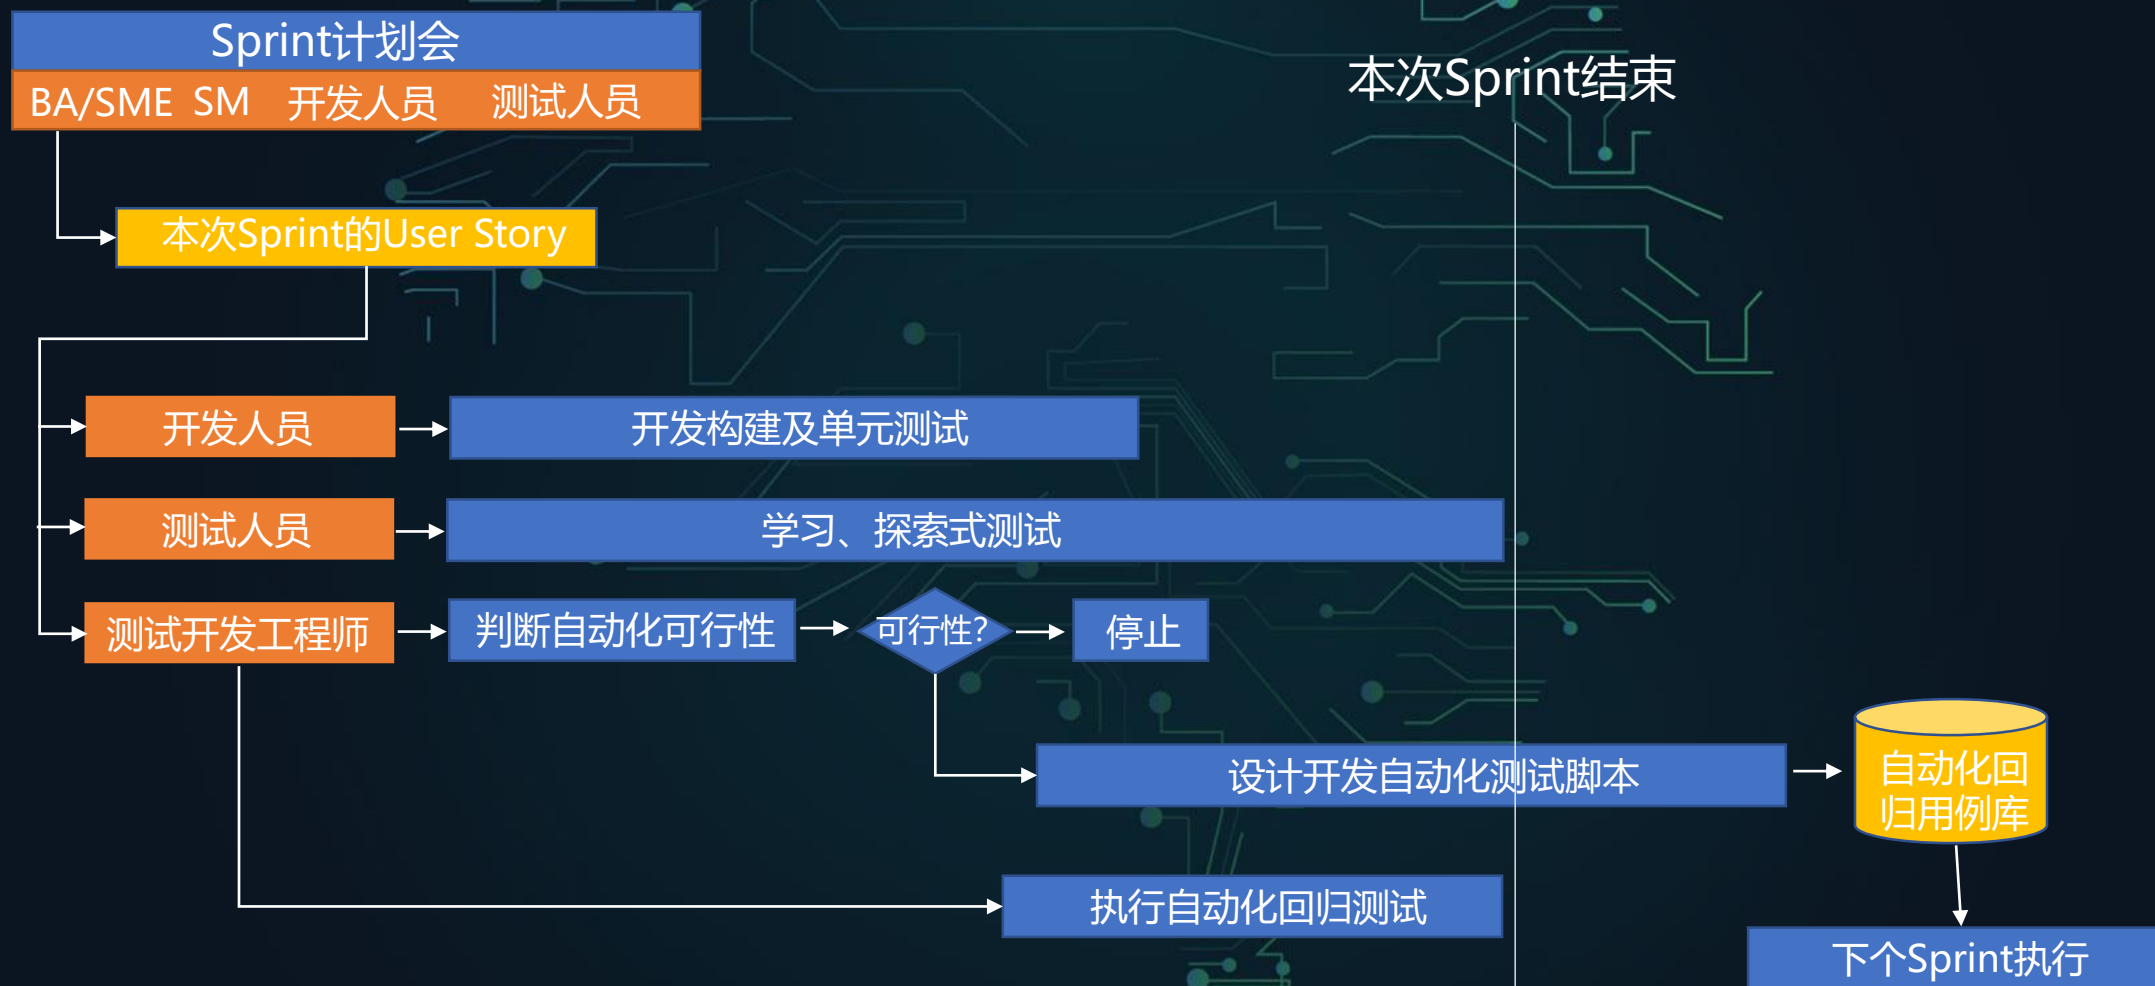 Sprint计划会
BA/SME SM 开发人员 测试人员
本次Sprint结束
本次Sprint的User Story
开发人员
开发构建及单元测试
测试人员
学习、探索式测试
测试开发工程师
判断自动化可行性
可行性?
停止
设计开发自动化测试脚本
自动化回
归用例库
执行自动化回归测试
下个Sprint执行